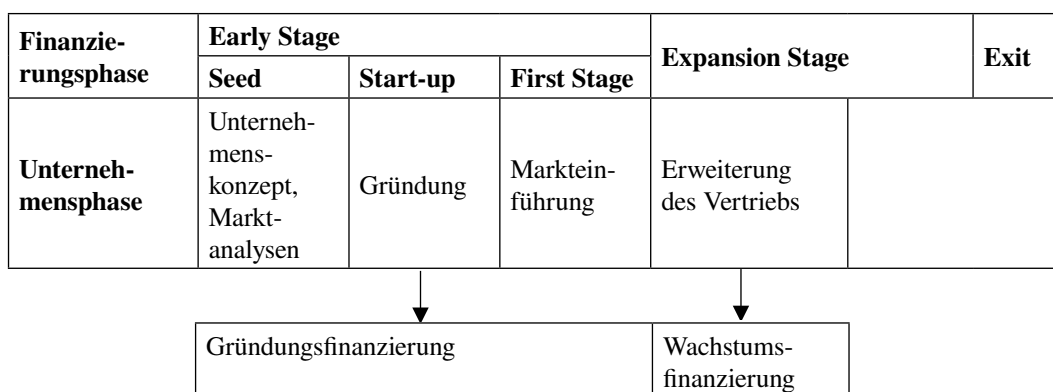 Finanzie-
rungsphase
Early Stage
Expansion Stage
Exit
Seed
Start-up
First Stage
Unterneh-
mensphase
Unterneh-
mens-
konzept,
Markt-
analysen
Gründung
Marktein-
führung
Erweiterung
des Vertriebs
Gründungsfinanzierung
Wachstums-
finanzierung